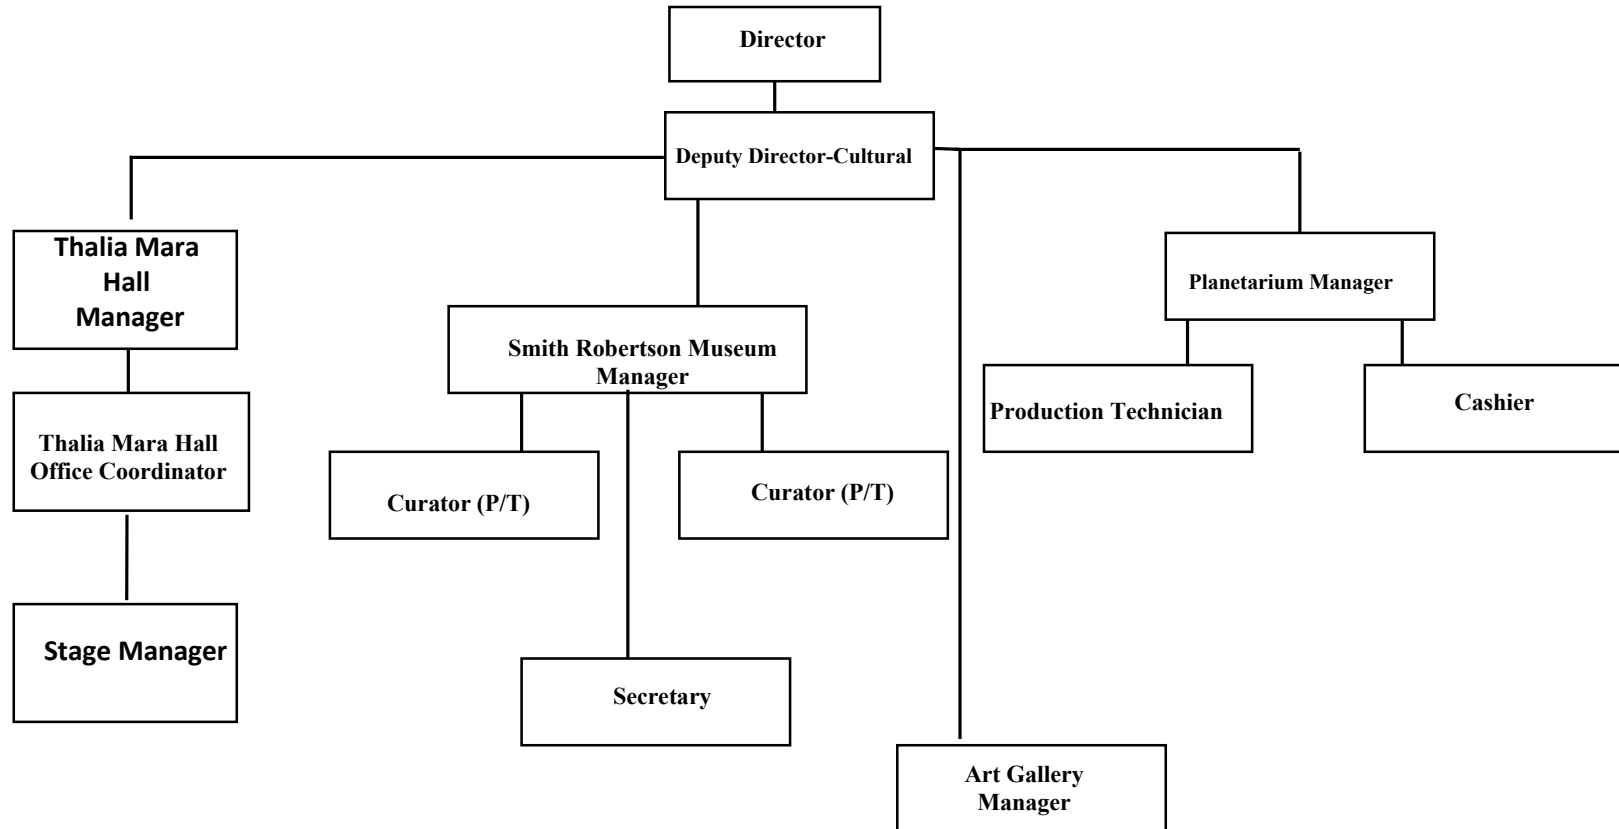 Director
Deputy Director-Cultural
Thalia Mara
Hall
Manager
Planetarium Manager
Smith Robertson Museum
Manager
Thalia Mara Hall
Office Coordinator
Production Technician
Cashier
Curator (P/T)
Curator (P/T)
Stage Manager
Secretary
Art Gallery
Manager